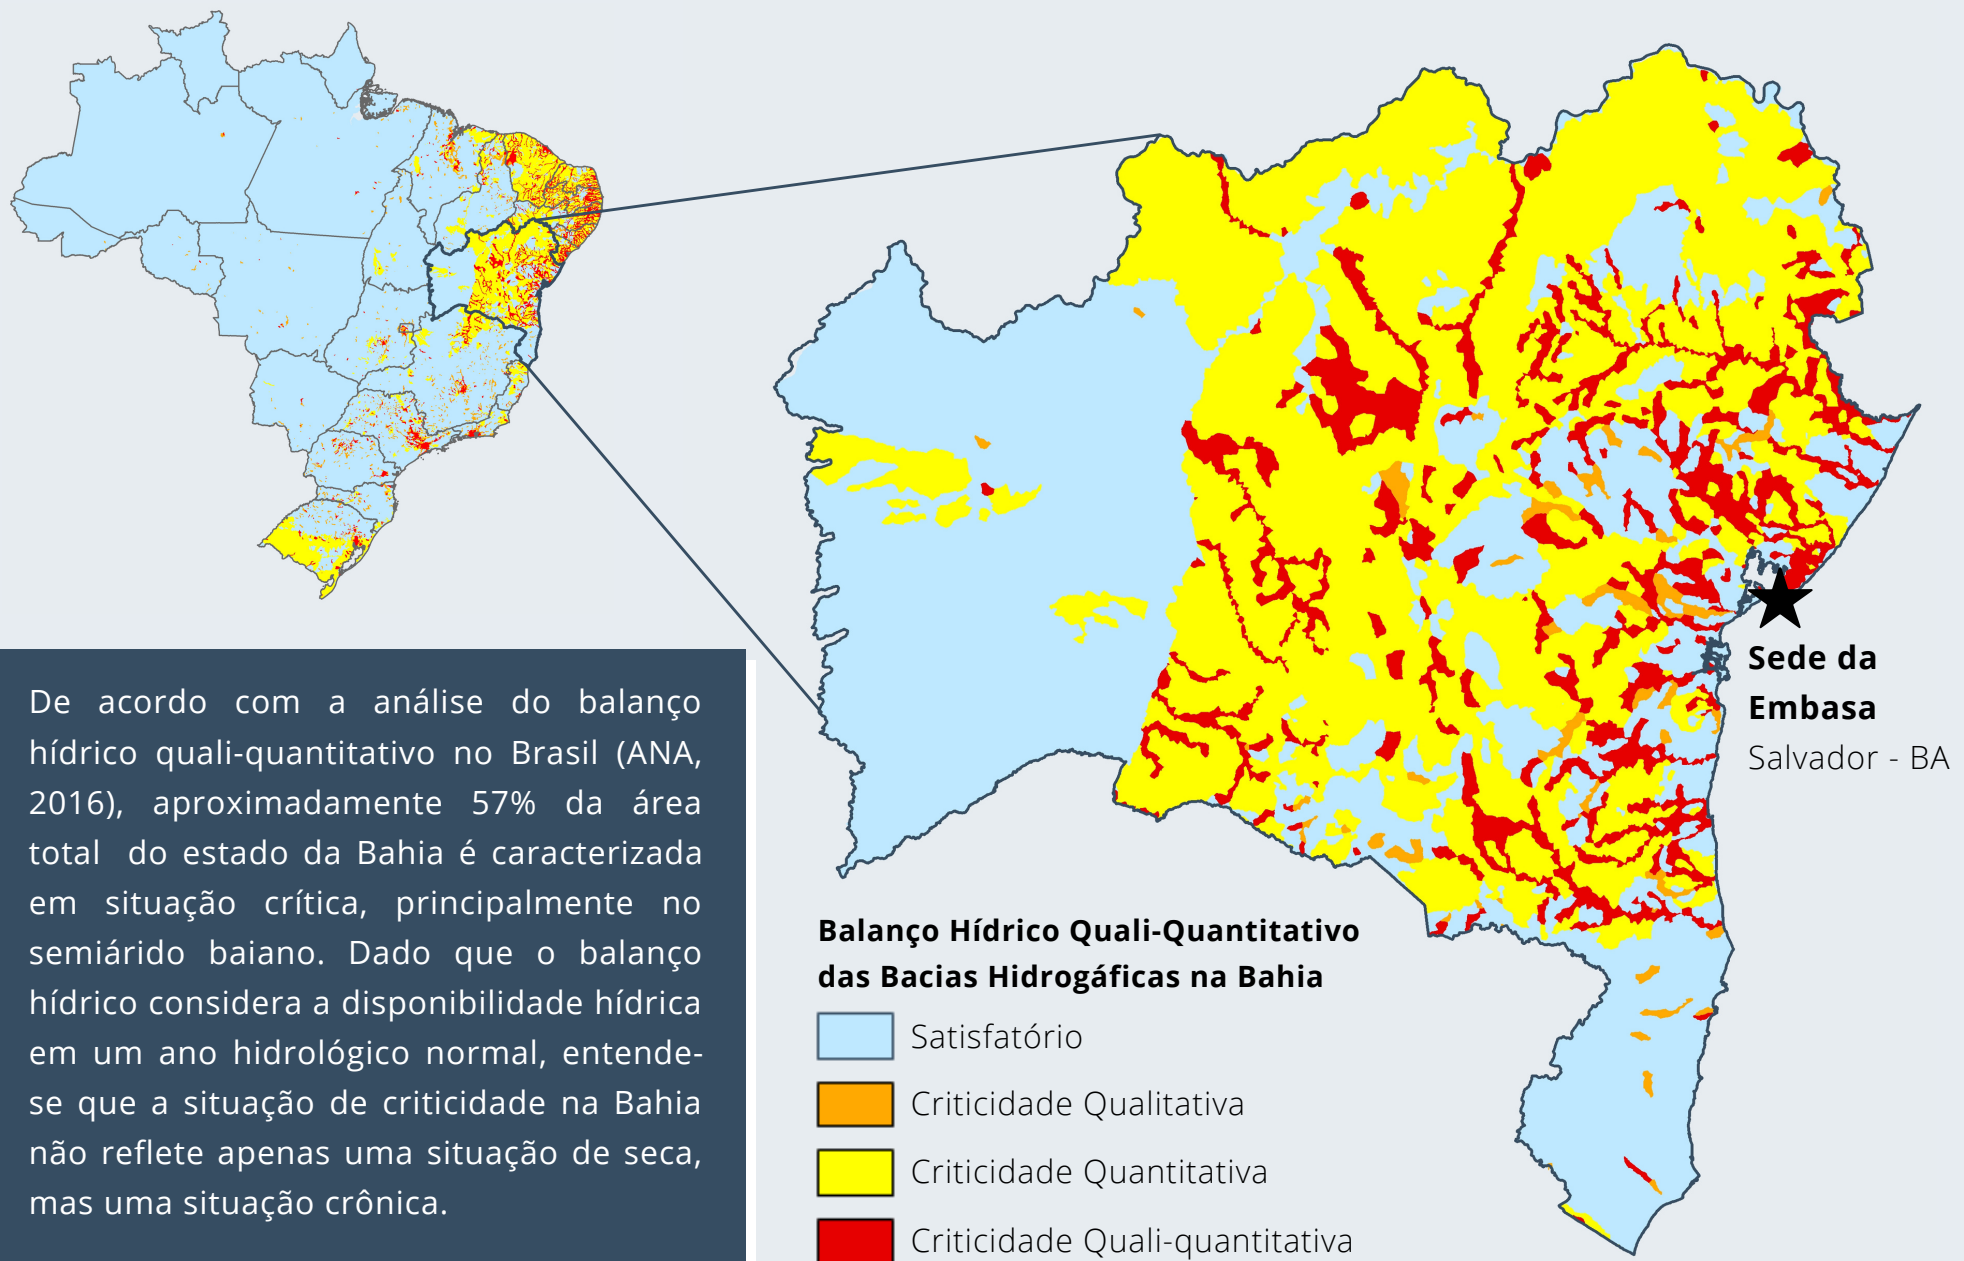 De acordo com a análise do balanço
hídrico quali-quantitativo no Brasil (ANA,
2016), aproximadamente 57% da área
total do estado da Bahia é caracterizada
em situação crítica, principalmente no
semiárido baiano. Dado que o balanço
hídrico considera a disponibilidade hídrica
em um ano hidrológico normal, entende-
se que a situação de criticidade na Bahia
não reflete apenas uma situação de seca,
mas uma situação crônica.
Sede da
Embasa
Salvador - BA
Balanço Hídrico Quali-Quantitativo
das Bacias Hidrogáficas na Bahia
Satisfatório
Criticidade Qualitativa
Criticidade Quantitativa
Criticidade Quali-quantitativa